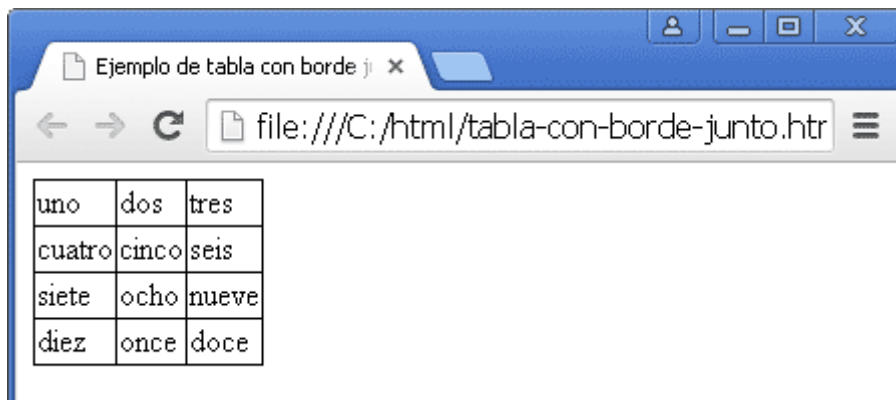 Ejemplo de tabla con borde
file:///C:/html/tabla-con-borde-junto.htr
uno dos tres
cuatro cinco seis
siete ocho nueve
diez once doce